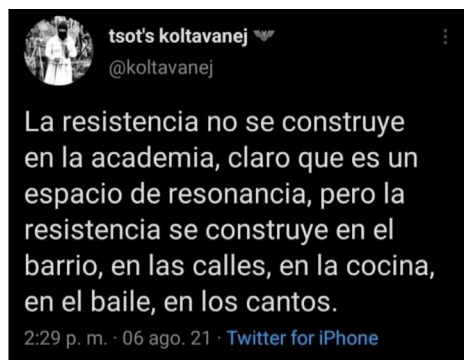 tsot's koltavanej
@koltavanej
La resistencia no se construye
en la academia, claro que es un
espacio de resonancia, pero la
resistencia se construye en el
barrio, en las calles, en la cocina,
en el baile, en los cantos.
2:29 p. m. · 06 ago. 21 · Twitter for iPhone